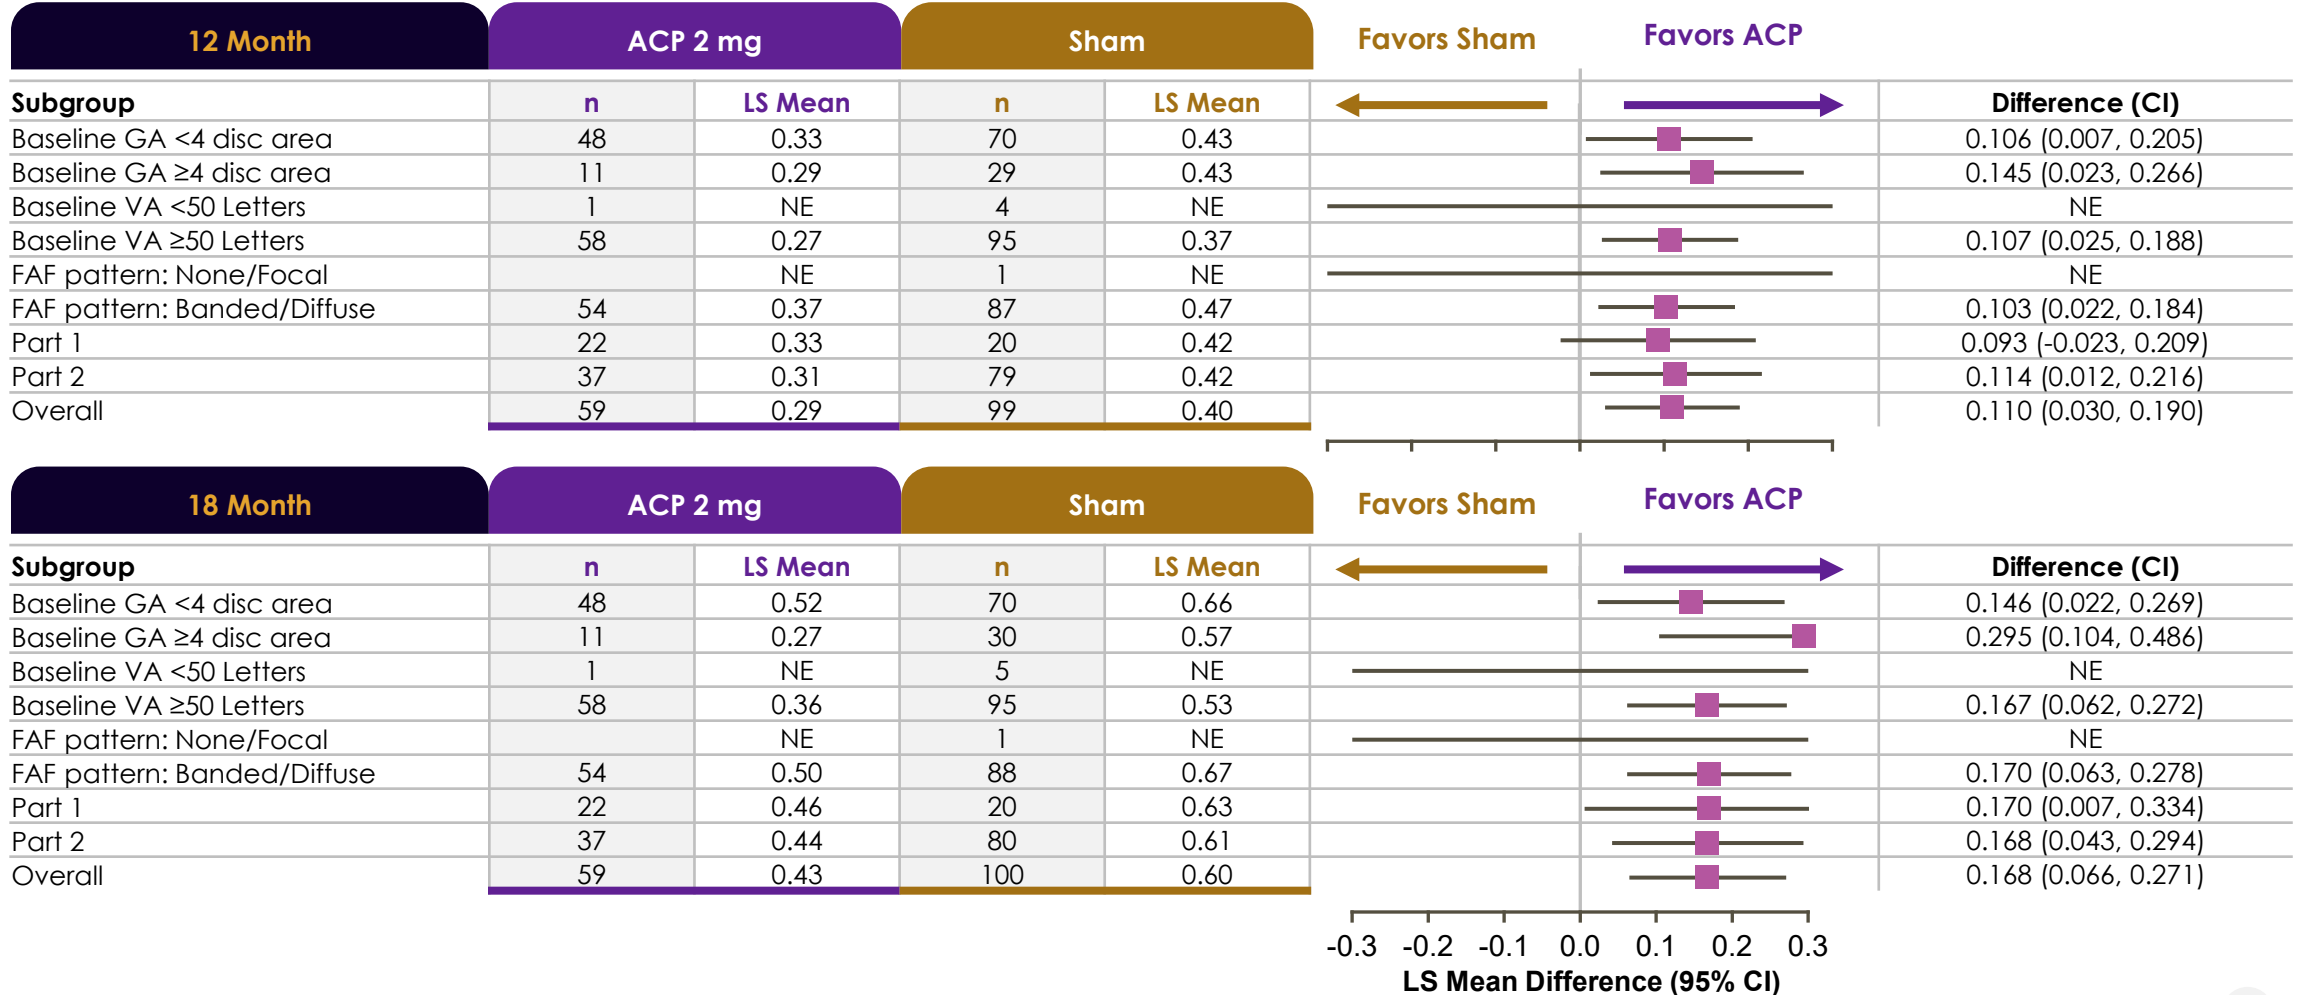 12 Month ACP 2 mg Sham Favors Sham Favors ACP
Subgroup n LS Mean n LS Mean Difference (CI)
Baseline GA <4 disc area 48 0.33 70 0.43 0.106 (0.007, 0.205)
Baseline GA ≥4 disc area 11 0.29 29 0.43 0.145 (0.023, 0.266)
Baseline VA <50 Letters 1 NE 4 NE NE
Baseline VA ≥50 Letters 58 0.27 95 0.37 0.107 (0.025, 0.188)
FAF pattern: None/Focal NE 1 NE NE
FAF pattern: Banded/Diffuse 54 0.37 87 0.47 0.103 (0.022, 0.184)
Part 1 22 0.33 20 0.42 0.093 (-0.023, 0.209)
Part 2 37 0.31 79 0.42 0.114 (0.012, 0.216)
Overall 59 0.29 99 0.40 0.110 (0.030, 0.190)
18 Month ACP 2 mg Sham Favors Sham Favors ACP
Subgroup n LS Mean n LS Mean Difference (CI)
Baseline GA <4 disc area 48 0.52 70 0.66 0.146 (0.022, 0.269)
Baseline GA ≥4 disc area 11 0.27 30 0.57 0.295 (0.104, 0.486)
Baseline VA <50 Letters 1 NE 5 NE NE
Baseline VA ≥50 Letters 58 0.36 95 0.53 0.167 (0.062, 0.272)
FAF pattern: None/Focal NE 1 NE NE
FAF pattern: Banded/Diffuse 54 0.50 88 0.67 0.170 (0.063, 0.278)
Part 1 22 0.46 20 0.63 0.170 (0.007, 0.334)
Part 2 37 0.44 80 0.61 0.168 (0.043, 0.294)
Overall 59 0.43 100 0.60 0.168 (0.066, 0.271)
-0.3 -0.2 -0.1 0.0 0.1 0.2 0.3
LS Mean Difference (95% CI)